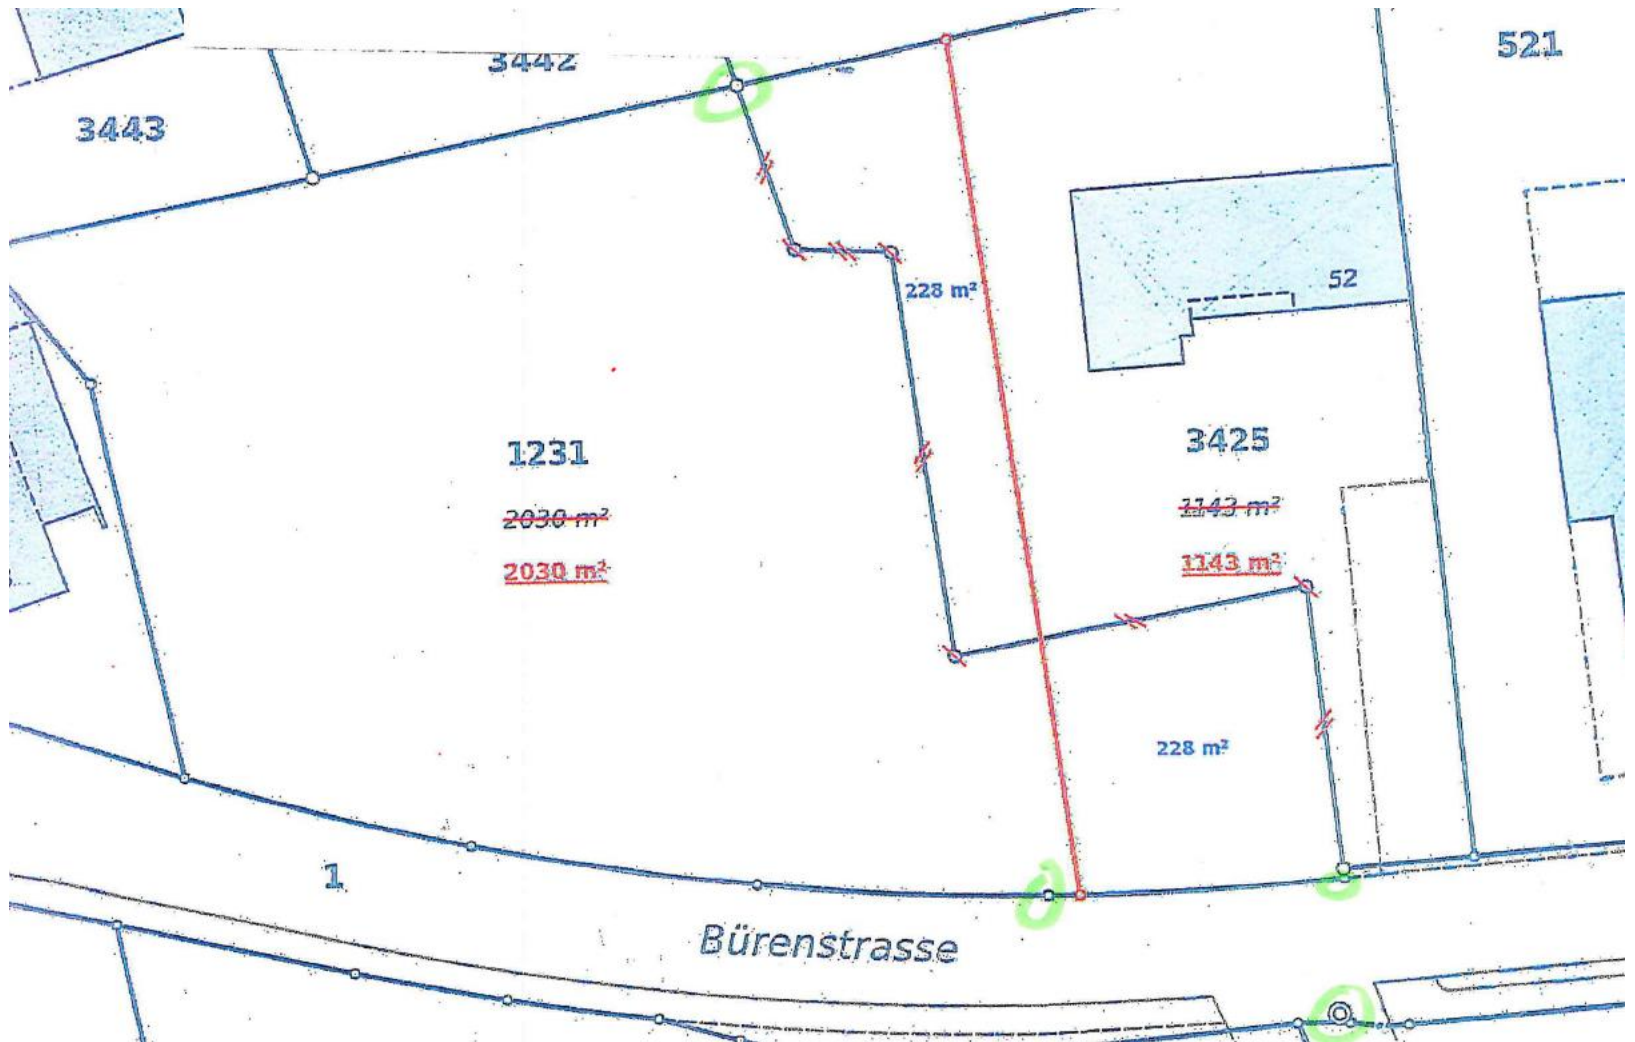 521
3442
3443
52
228 m²
1231
3425
2030 m²
1143 m²
2030 m²
1143 m²
228 m²
1
Bürenstrasse